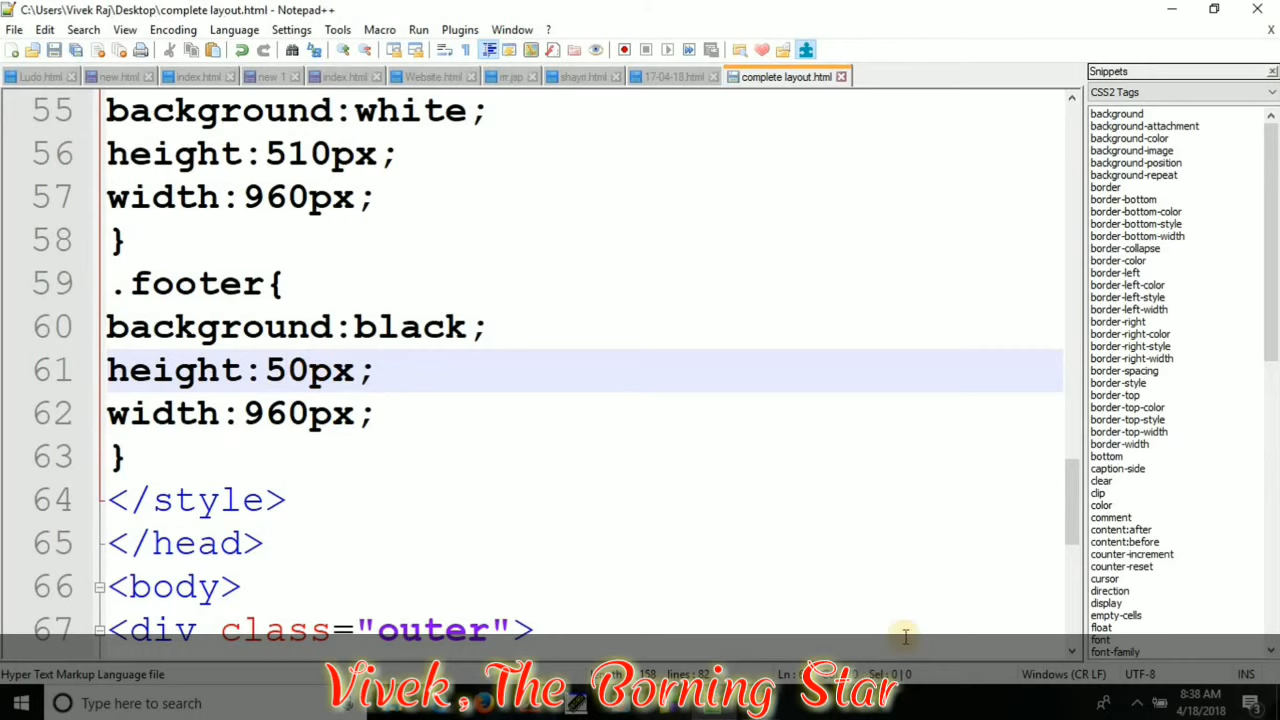 C:\Users\Vivek Raj\Desktop\complete layout.html - Notepad++
File Edit Search View Encoding Language Settings Tools Macro Run Plugins Window ? X
Ludo.html new.html index.html new 1 index.html Website.html rr.jsp shayri.html 17-04-18.html complete layout.html
Snippets
CSS2 Tags
55 background:white;
56 height:510px;
57 width:960px;
58 }
59 .footer{
60 background:black;
61 height:50px;
62 width:960px;
63 }
64 </style>
65 </head>
66 <body>
67 <div class="outer">
background
background-attachment
background-color
background-image
background-position
background-repeat
border
border-bottom
border-bottom-color
border-bottom-style
border-bottom-width
border-collapse
border-color
border-left
border-left-color
border-left-style
border-left-width
border-right
border-right-color
border-right-style
border-right-width
border-spacing
border-style
border-top
border-top-color
border-top-style
border-top-width
border-width
bottom
caption-side
clear
clip
color
comment
content:after
content:before
counter-increment
counter-reset
cursor
direction
display
empty-cells
float
font
font-family
Hyper Text Markup Language file 158 lines: 82 Ln: Sel: 0 | 0 Windows (CR LF) UTF-8 INS
Vivek,The Borning Star
Type here to search
8:38 AM
4/18/2018
3